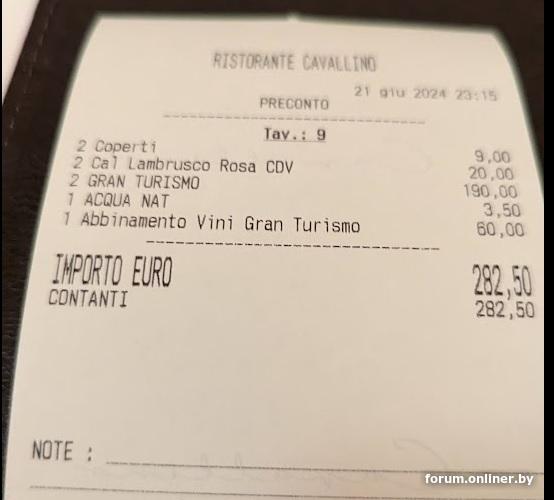 RISTORANTE CAVALLINO
21 giu 2024 23:15
PRECONTO
Tav.: 9
2 Coperti 9,00
2 Cal Lambrusco Rosa CDV 20,00
2 GRAN TURISMO 190,00
1 ACQUA NAT 3,50
1 Abbinamento Vini Gran Turismo 60,00
IMPORTO EURO 282,50
CONTANTI 282,50
NOTE :
forum.onliner.by